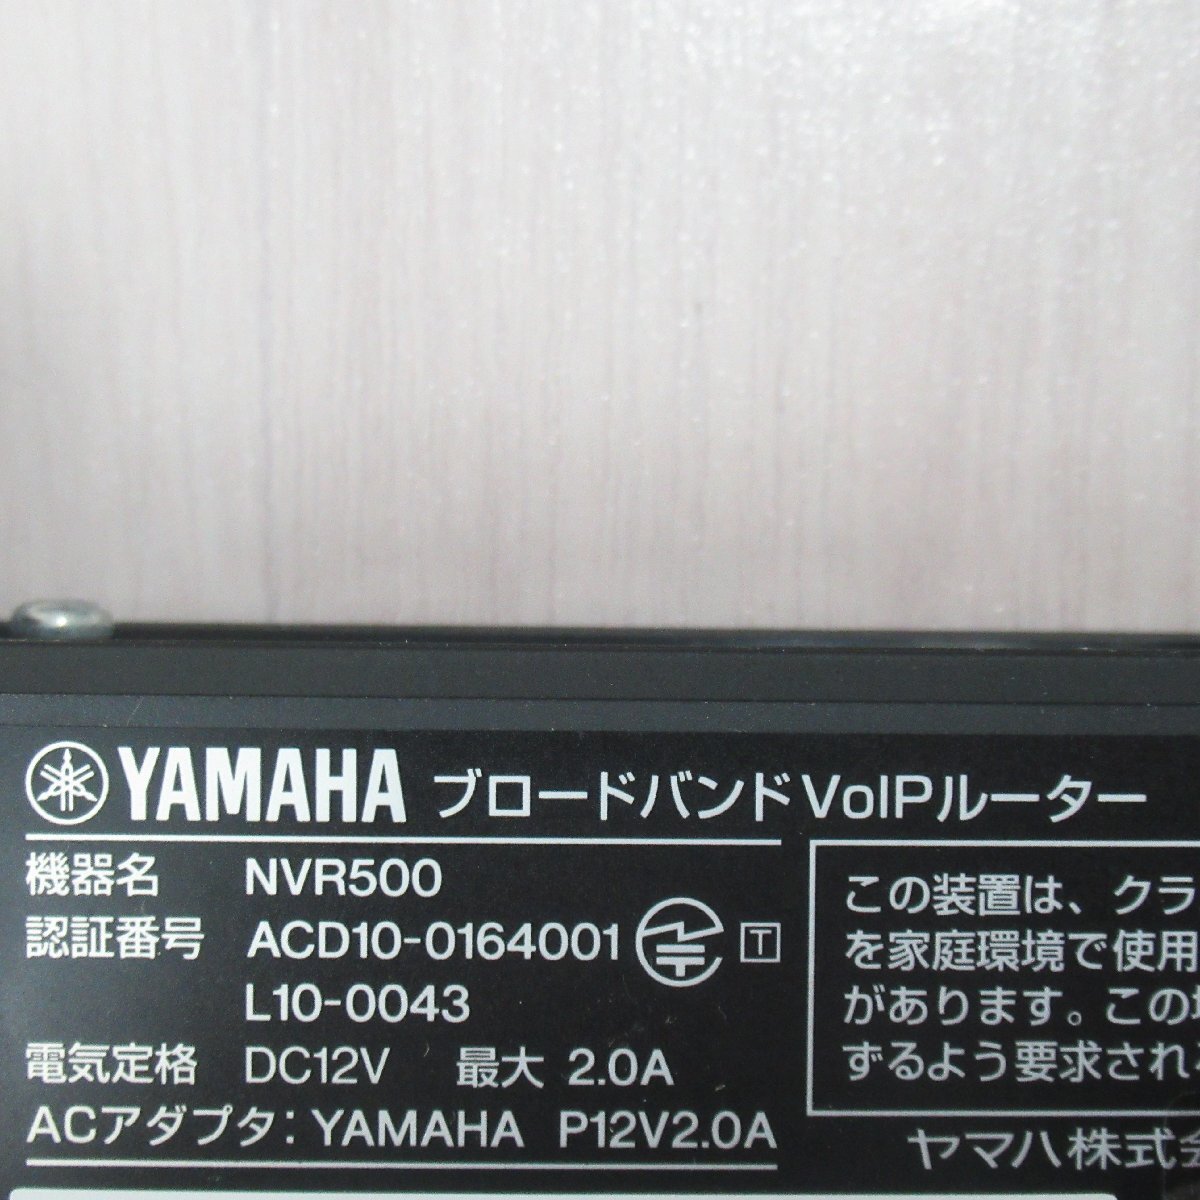 YAMAHA ブロードバンドVoIPルーター
機器名 NVR500
認証番号 ACD10-0164001 T
L10-0043
電気定格 DC12V 最大 2.0A
ACアダプタ: YAMAHA P12V2.0A
この装置は、クラ
を家庭環境で使用
があります。この
ずるよう要求され
ヤマハ株式会